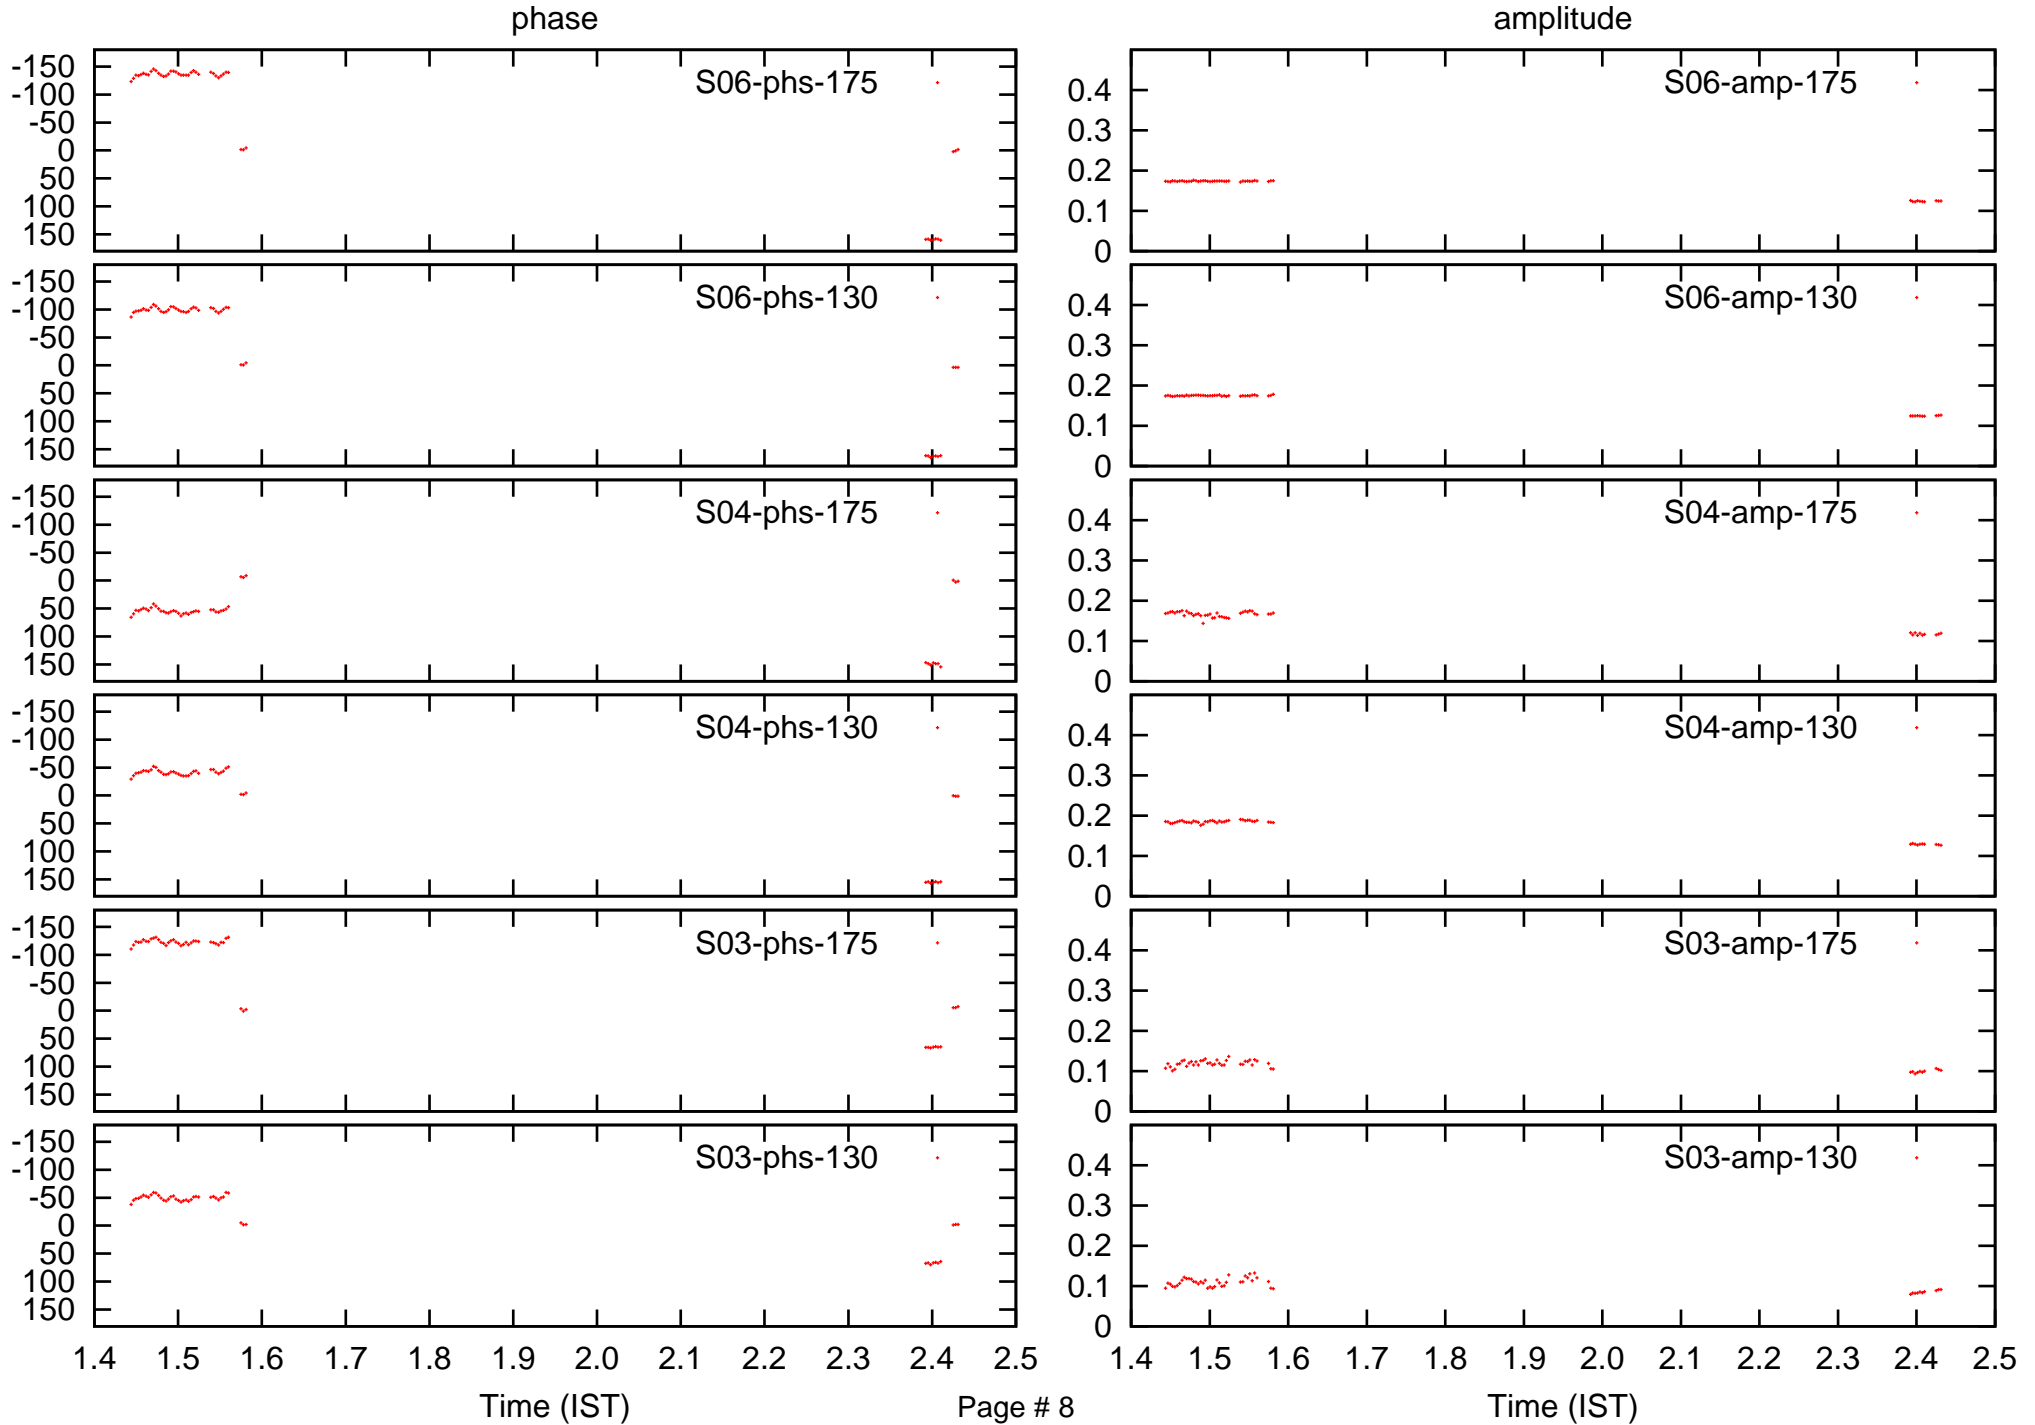 phase amplitude
-150 -100 -50 0 50 100 150 S06-phs-175 0.4 0.3 0.2 0.1 0 S06-amp-175
-150 -100 -50 0 50 100 150 S06-phs-130 0.4 0.3 0.2 0.1 0 S06-amp-130
-150 -100 -50 0 50 100 150 S04-phs-175 0.4 0.3 0.2 0.1 0 S04-amp-175
-150 -100 -50 0 50 100 150 S04-phs-130 0.4 0.3 0.2 0.1 0 S04-amp-130
-150 -100 -50 0 50 100 150 S03-phs-175 0.4 0.3 0.2 0.1 0 S03-amp-175
-150 -100 -50 0 50 100 150 S03-phs-130 0.4 0.3 0.2 0.1 0 S03-amp-130
1.4 1.5 1.6 1.7 1.8 1.9 2.0 2.1 2.2 2.3 2.4 2.5 1.4 1.5 1.6 1.7 1.8 1.9 2.0 2.1 2.2 2.3 2.4 2.5
Time (IST) Page # 8 Time (IST)